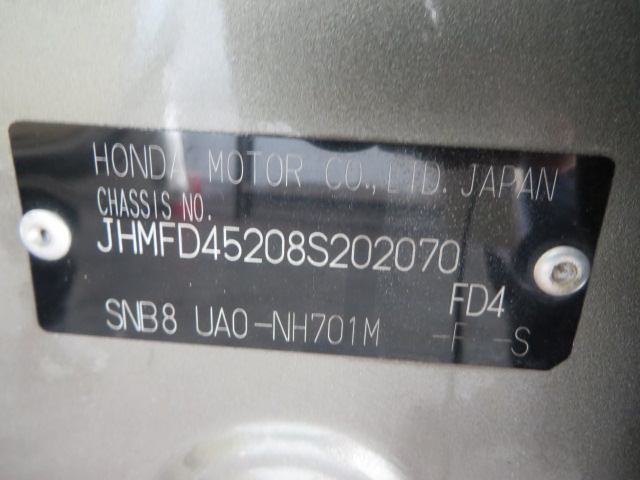 HONDA MOTOR CO., LTD. JAPAN
CHASSIS NO.
JHMFD45208S202070
FD4
SNB8 UA0-NH701M -F -S